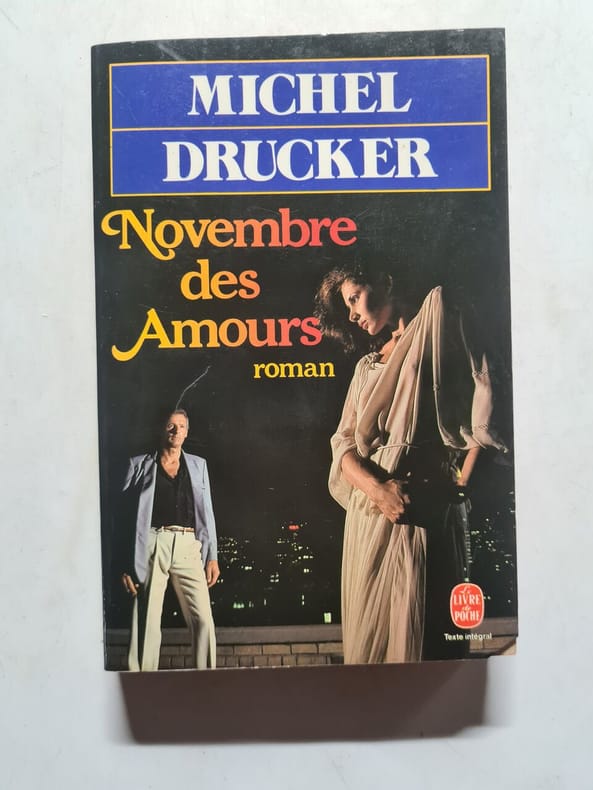 MICHEL
DRUCKER
Novembre
des
Amours
roman
Le
LIVRE
de
POCHE
Texte intégral